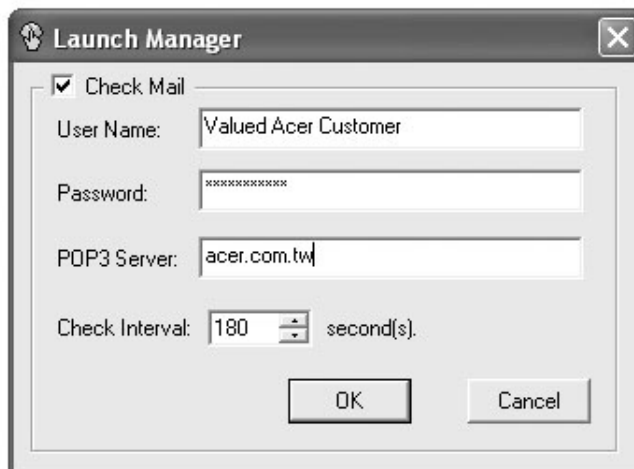 Launch Manager
Check Mail
User Name: Valued Acer Customer
Password: ***********
POP3 Server: acer.com.tw
Check Interval: 180 second(s).
OK Cancel